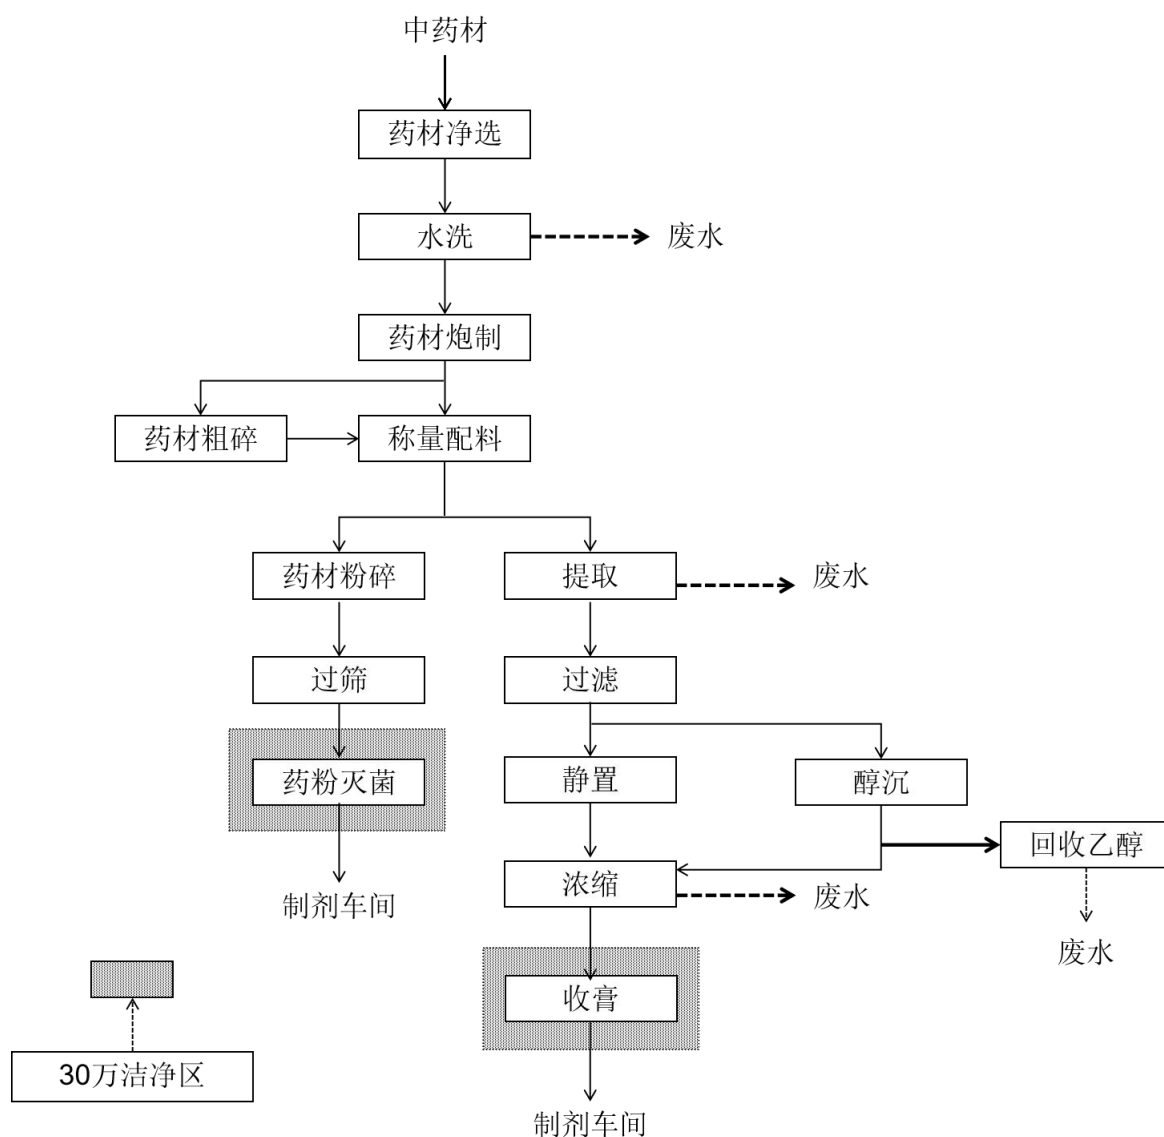 中药材
药材净选
水洗
废水
药材炮制
药材粗碎
称量配料
药材粉碎
提取
废水
过筛
过滤
药粉灭菌
静置
醇沉
回收乙醇
浓缩
废水
制剂车间
废水
收膏
30万洁净区
制剂车间